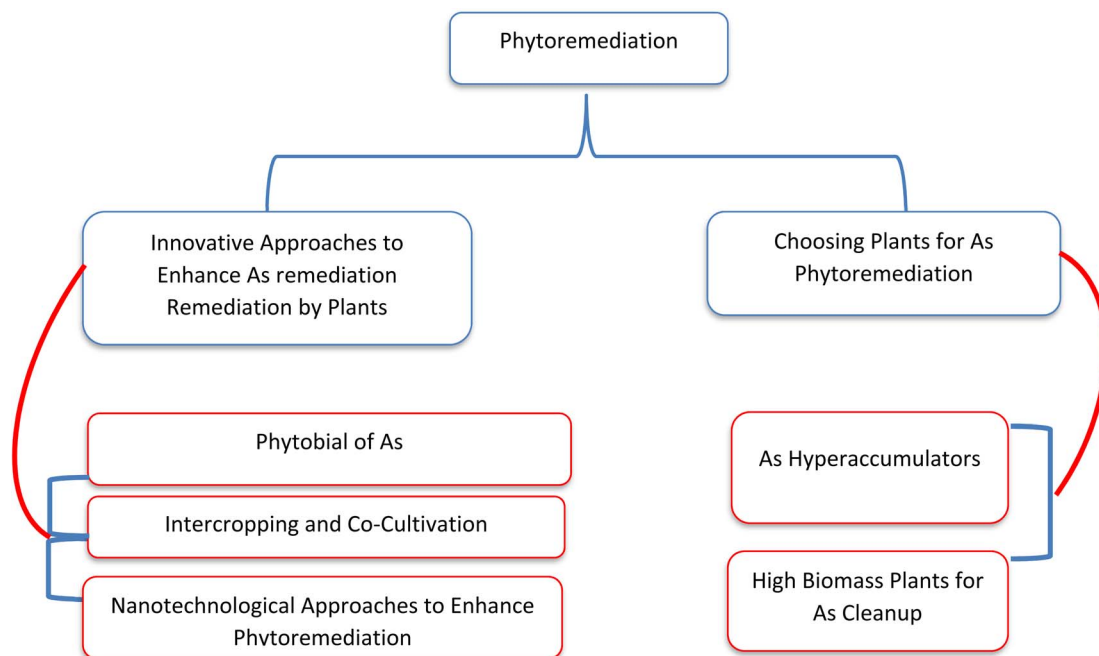 Phytoremediation
Innovative Approaches to
Enhance As remediation
Remediation by Plants
Choosing Plants for As
Phytoremediation
Phytobial of As
Intercropping and Co-Cultivation
Nanotechnological Approaches to Enhance
Phytoremediation
As Hyperaccumulators
High Biomass Plants for
As Cleanup